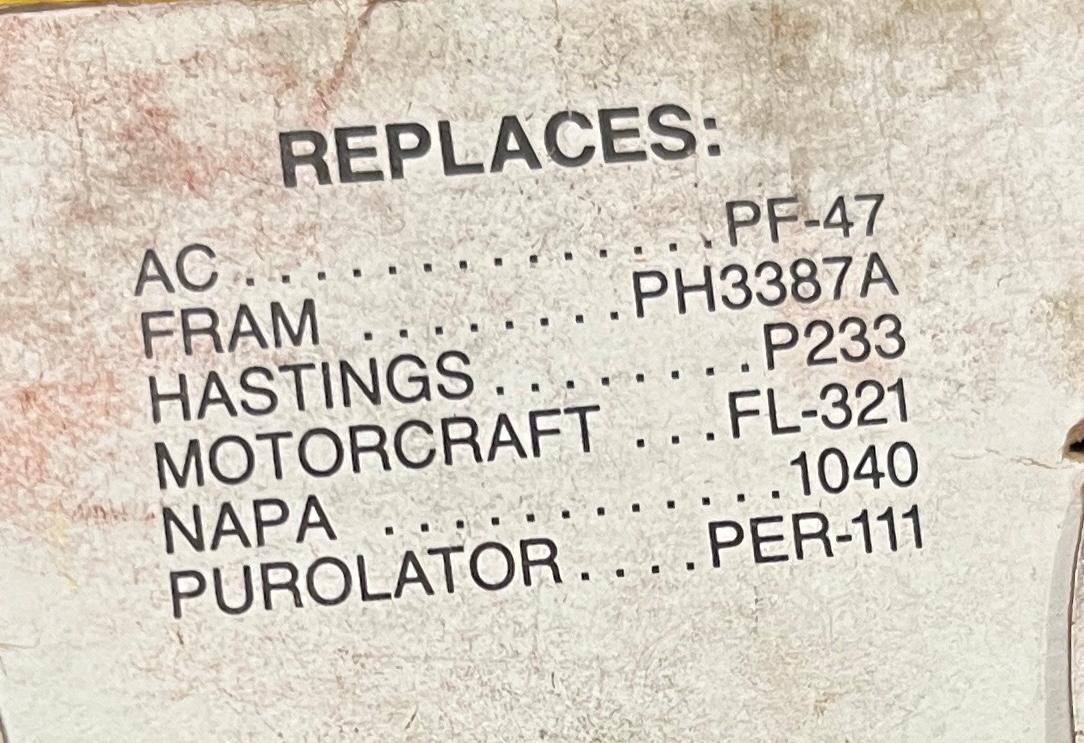 REPLACES:
AC..............PF-47
FRAM ........PH3387A
HASTINGS........P233
MOTORCRAFT ...FL-321
NAPA ............1040
PUROLATOR....PER-111